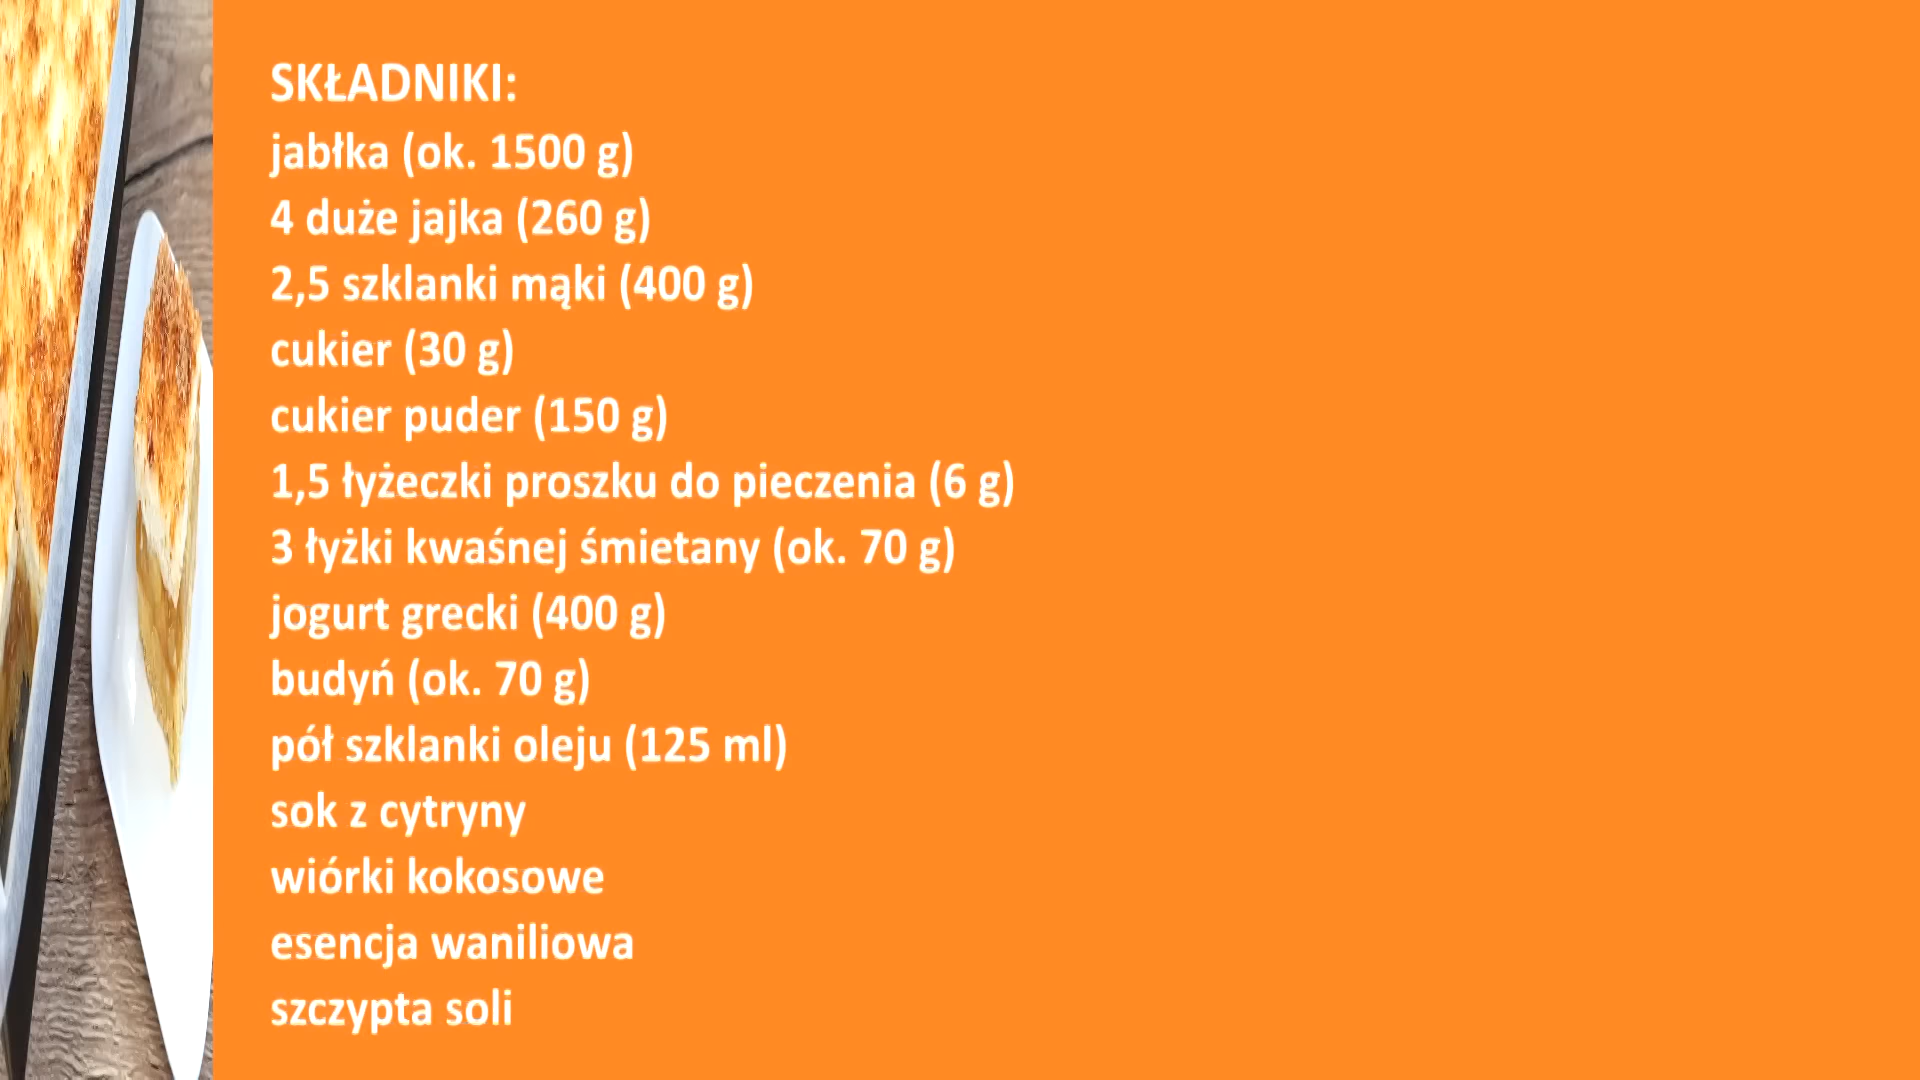 SKŁADNIKI:
jabłka (ok. 1500 g)
4 duże jajka (260 g)
2,5 szklanki mąki (400 g)
cukier (30 g)
cukier puder (150 g)
1,5 łyżeczki proszku do pieczenia (6 g)
3 łyżki kwaśnej śmietany (ok. 70 g)
jogurt grecki (400 g)
budyń (ok. 70 g)
pół szklanki oleju (125 ml)
sok z cytryny
wiórki kokosowe
esencja waniliowa
szczypta soli